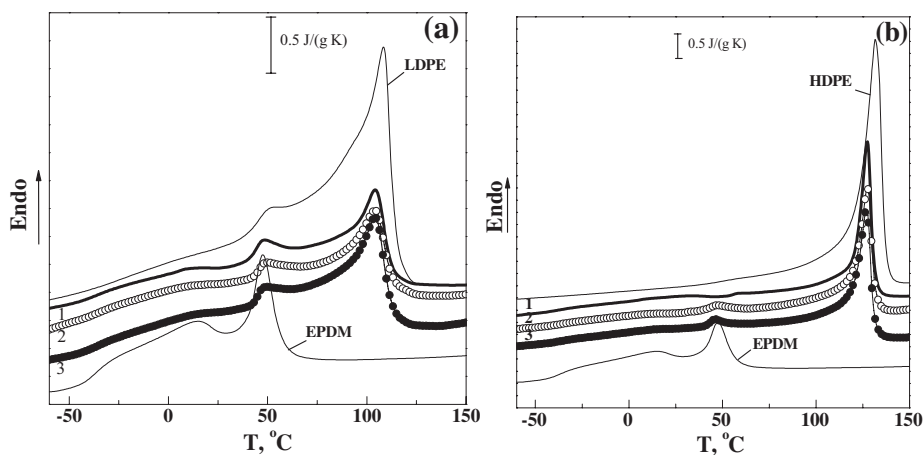 (a)
0.5 J/(g K)
LDPE
Endo
1
2
3
EPDM
-50 0 50 100 150
T, °C
(b)
0.5 J/(g K)
HDPE
Endo
1
2
3
EPDM
-50 0 50 100 150
T, °C